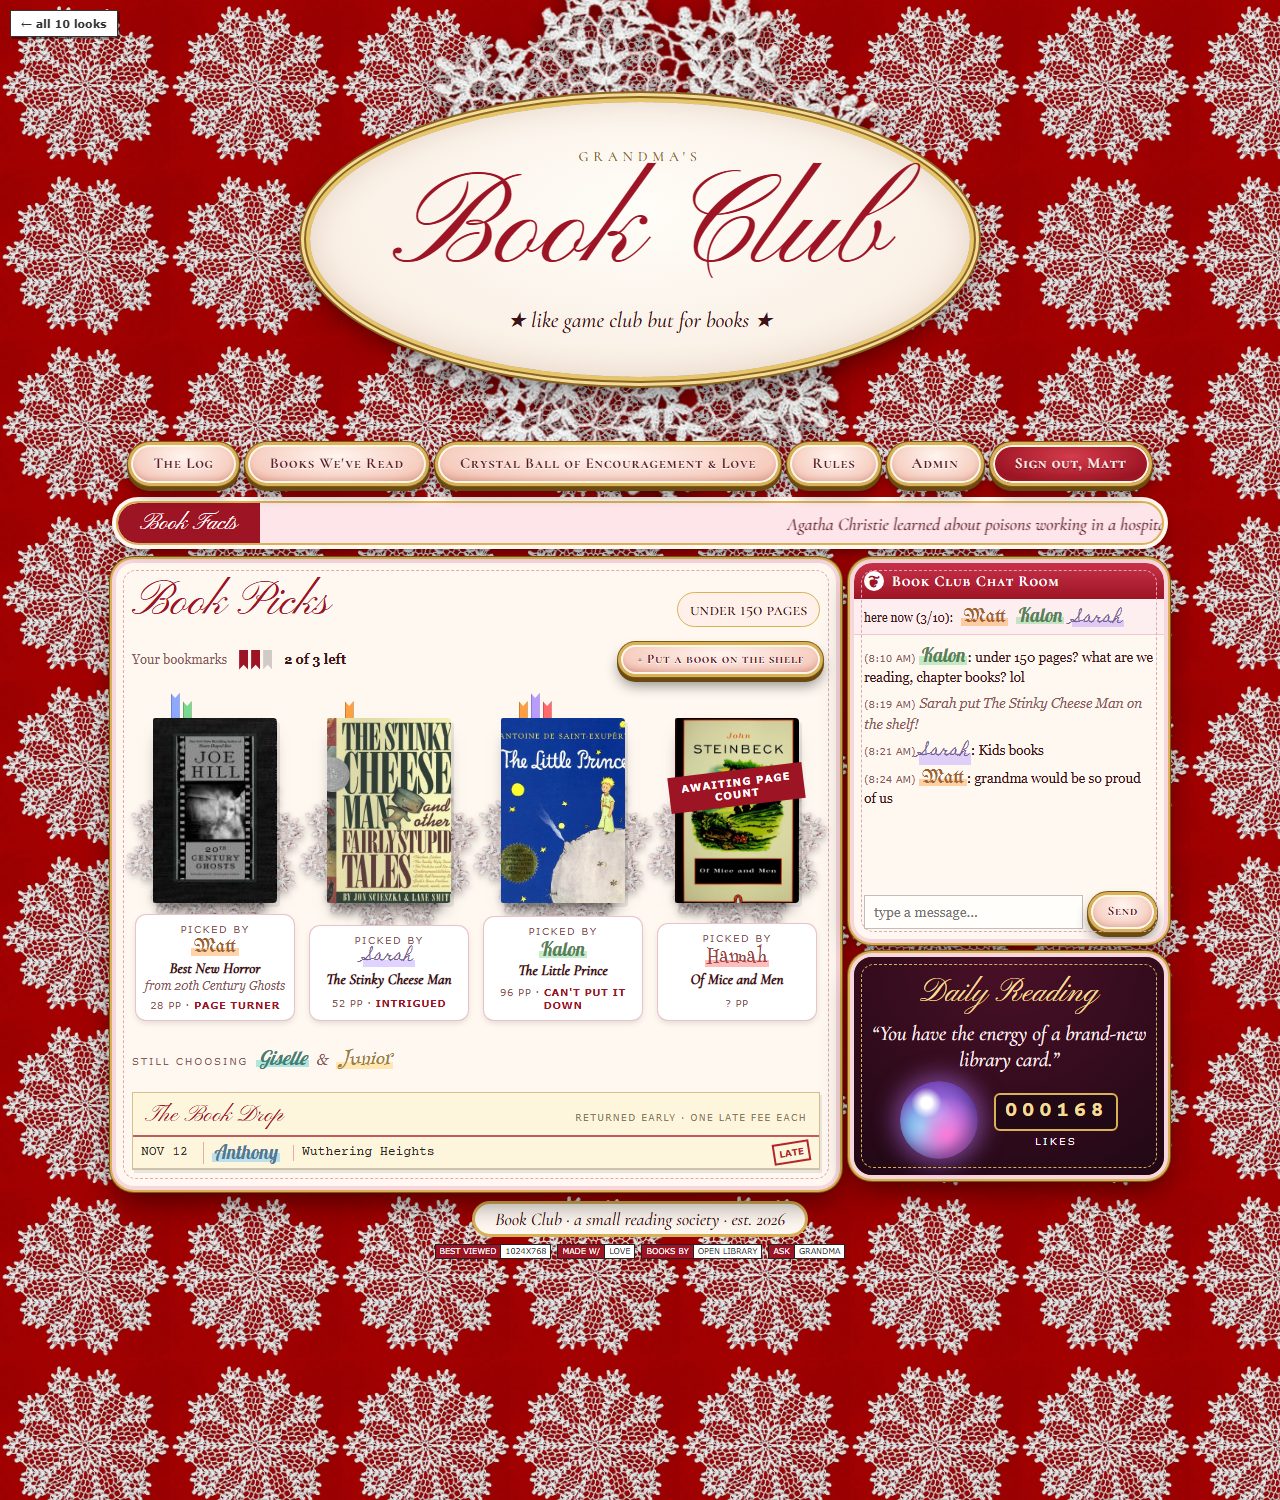 ← all 10 looks
GRANDMA'S
Book Club
★ like game club but for books ★
THE LOG
BOOKS WE'VE READ
CRYSTAL BALL OF ENCOURAGEMENT & LOVE
RULES
ADMIN
SIGN OUT, MATT
Book Facts
Agatha Christie learned about poisons working in a hospit
Book Picks
UNDER 150 PAGES
Your bookmarks
2 of 3 left
+ PUT A BOOK ON THE SHELF
JOE
HILL
20TH
CENTURY
GHOSTS
PICKED BY
Matt
Best New Horror
from 20th Century Ghosts
28 PP · PAGE TURNER
THE STINKY
CHEESE
MAN
and
other
FAIRLY STUPID
TALES
BY JON SCIESZKA & LANE SMIT
PICKED BY
Sarah
The Stinky Cheese Man
52 PP · INTRIGUED
ANTOINE DE SAINT-EXUPÉR
The Little Prince
PICKED BY
Kalon
The Little Prince
96 PP · CAN'T PUT IT
DOWN
John
STEINBECK
AWAITING PAGE
COUNT
Of Mice and Men
PICKED BY
Hannah
Of Mice and Men
? PP
STILL CHOOSING Giselle & Junior
The Book Drop
RETURNED EARLY · ONE LATE FEE EACH
NOV 12 Anthony Wuthering Heights
LATE
BOOK CLUB CHAT ROOM
here now (3/10): Matt Kalon Sarah
(8:10 AM) Kalon: under 150 pages? what are we
reading, chapter books? lol
(8:19 AM) Sarah put The Stinky Cheese Man on
the shelf!
(8:21 AM) Sarah: Kids books
(8:24 AM) Matt: grandma would be so proud
of us
type a message...
SEND
Daily Reading
“You have the energy of a brand-new
library card.”
000168
LIKES
Book Club · a small reading society · est. 2026
BEST VIEWED 1024X768 MADE W/ LOVE BOOKS BY OPEN LIBRARY ASK GRANDMA